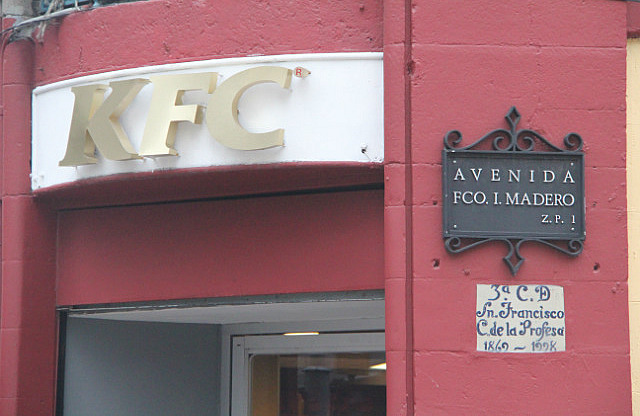 KFC
AVENIDA
FCO. I. MADERO
Z. P. 1
3ª C. D
Sn. Francisco
C. de la Profesa
1869 ~ 1928